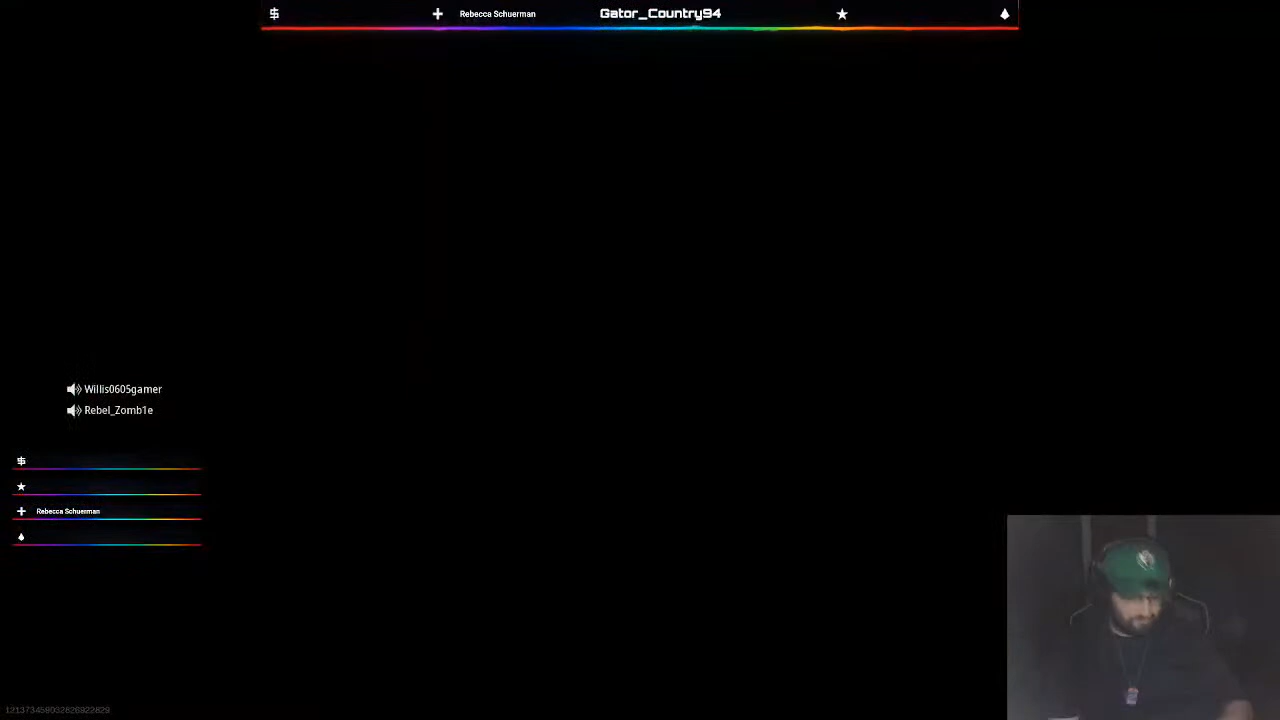 Rebecca Schuerman
Gator_Country94
Willis0605gamer
Rebel_Zomb1e
Rebecca Schuerman